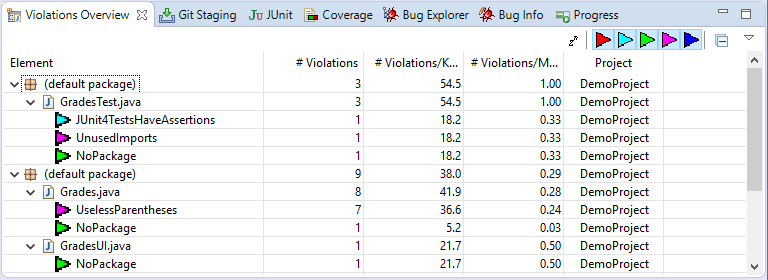 Violations Overview Git Staging JUnit Coverage Bug Explorer Bug Info Progress
Element # Violations # Violations/K... # Violations/M... Project
(default package) 3 54.5 1.00 DemoProject
GradesTest.java 3 54.5 1.00 DemoProject
JUnit4TestsHaveAssertions 1 18.2 0.33 DemoProject
UnusedImports 1 18.2 0.33 DemoProject
NoPackage 1 18.2 0.33 DemoProject
(default package) 9 38.0 0.29 DemoProject
Grades.java 8 41.9 0.28 DemoProject
UselessParentheses 7 36.6 0.24 DemoProject
NoPackage 1 5.2 0.03 DemoProject
GradesUI.java 1 21.7 0.50 DemoProject
NoPackage 1 21.7 0.50 DemoProject